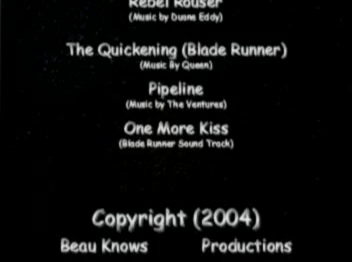 Rebel Rouser
(Music by Duane Eddy)
The Quickening (Blade Runner)
(Music By Queen)
Pipeline
(Music by The Ventures)
One More Kiss
(Blade Runner Sound Track)
Copyright (2004)
Beau Knows Productions